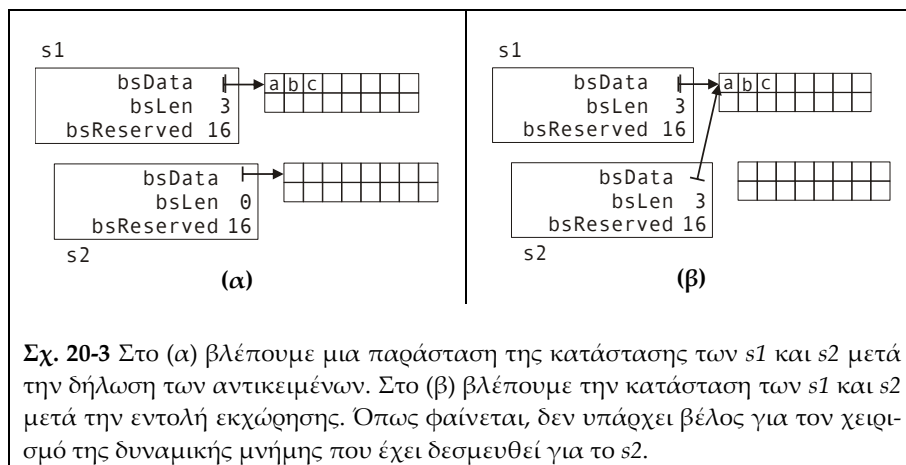 s1
bsData
a b c
bsLen 3
bsReserved 16
bsData
bsLen 0
bsReserved 16
s2
(α)
s1
bsData
a b c
bsLen 3
bsReserved 16
bsData
bsLen 3
bsReserved 16
s2
(β)
Σχ. 20-3 Στο (α) βλέπουμε μια παράσταση της κατάστασης των s1 και s2 μετά
την δήλωση των αντικειμένων. Στο (β) βλέπουμε την κατάσταση των s1 και s2
μετά την εντολή εκχώρησης. Όπως φαίνεται, δεν υπάρχει βέλος για τον χειρι-
σμό της δυναμικής μνήμης που έχει δεσμευθεί για το s2.